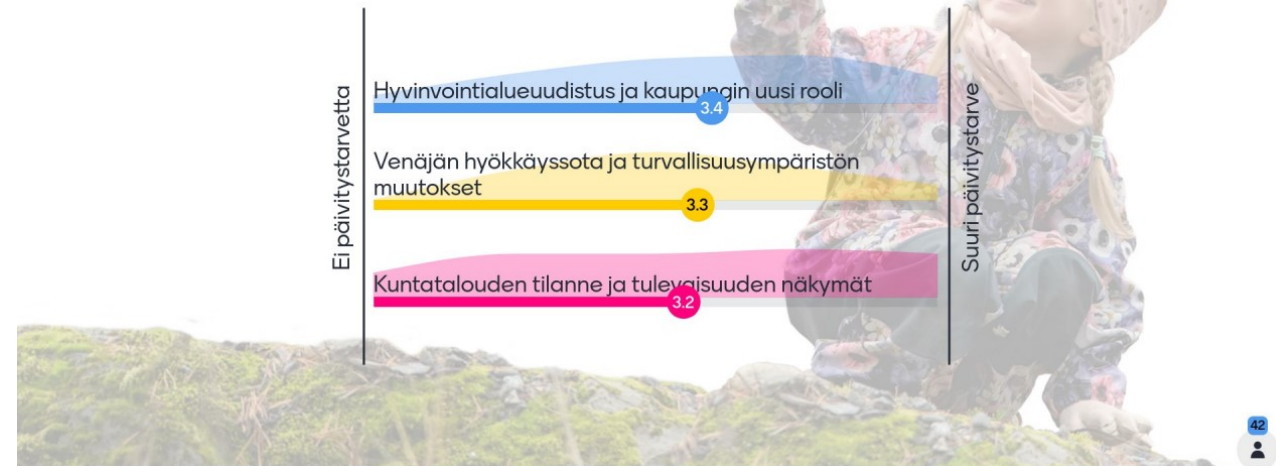 Ei päivitystarvetta
Hyvinvointialueuudistus ja kaupungin uusi rooli
3.4
Venäjän hyökkäyssota ja turvallisuusympäristön
muutokset
3.3
Kuntatalouden tilanne ja tulevaisuuden näkymät
3.2
Suuri päivitystarve
42